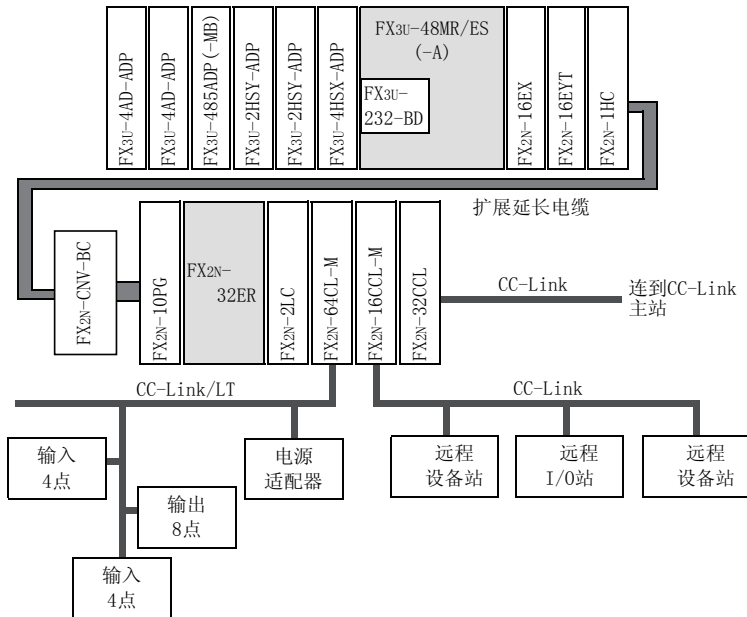 FX3U-4AD-ADP
FX3U-4AD-ADP
FX3U-485ADP(-MB)
FX3U-2HSY-ADP
FX3U-2HSY-ADP
FX3U-4HSX-ADP
FX3U-48MR/ES
(-A)
FX3U-
232-BD
FX2N-16EX
FX2N-16EYT
FX2N-1HC
扩展延长电缆
FX2N-CNV-BC
FX2N-10PG
FX2N-
32ER
FX2N-2LC
FX2N-64CL-M
FX2N-16CCL-M
FX2N-32CCL
CC-Link
连到CC-Link
主站
CC-Link/LT
CC-Link
输入
4点
输出
8点
输入
4点
电源
适配器
远程
设备站
远程
I/O站
远程
设备站